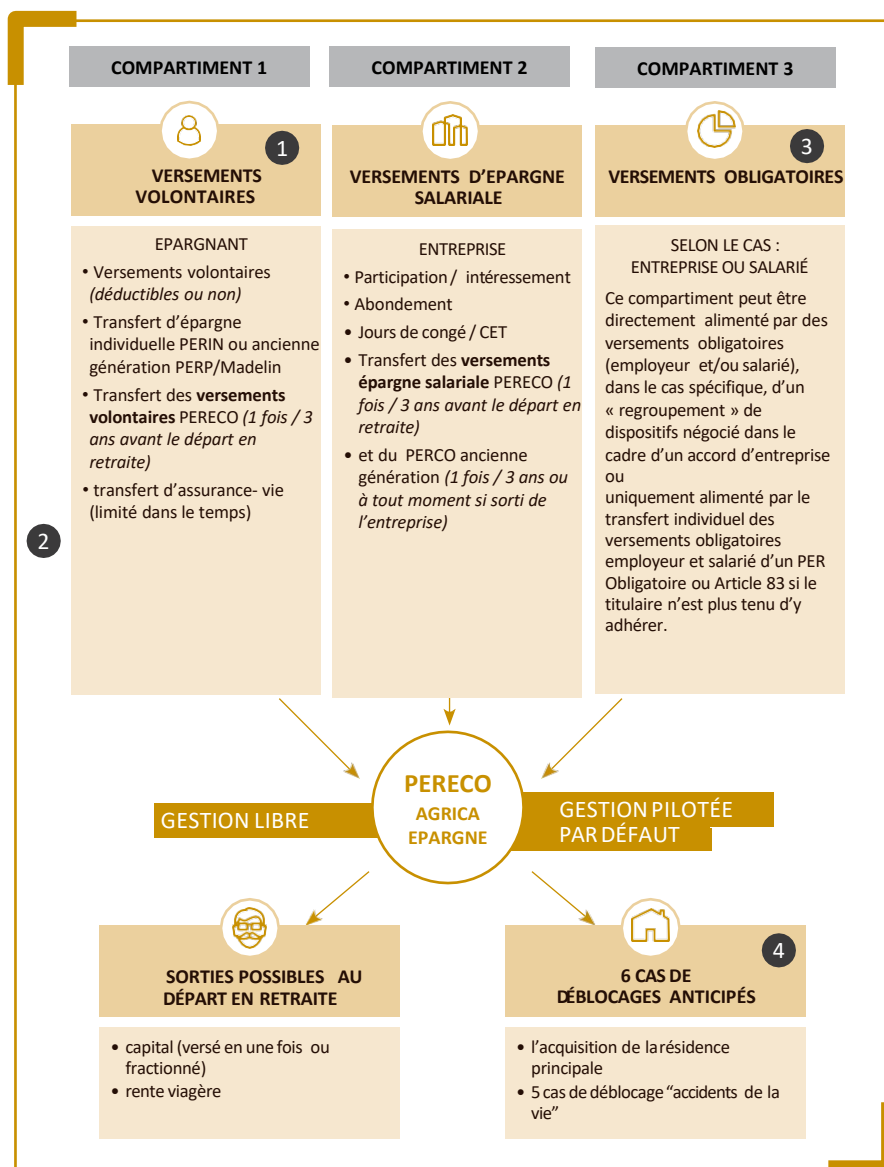 COMPARTIMENT 1
COMPARTIMENT 2
COMPARTIMENT 3
1
VERSEMENTS
VOLONTAIRES
VERSEMENTS D'EPARGNE
SALARIALE
3
VERSEMENTS OBLIGATOIRES
EPARGNANT
• Versements volontaires
(déductibles ou non)
• Transfert d'épargne
individuelle PERIN ou ancienne
génération PERP/Madelin
• Transfert des versements
volontaires PERECO (1 fois / 3
ans avant le départ en
retraite)
• transfert d'assurance- vie
(limité dans le temps)
ENTREPRISE
• Participation / intéressement
• Abondement
• Jours de congé / CET
• Transfert des versements
épargne salariale PERECO (1
fois / 3 ans avant le départ en
retraite)
• et du PERCO ancienne
génération (1 fois / 3 ans ou
à tout moment si sorti de
l'entreprise)
SELON LE CAS :
ENTREPRISE OU SALARIÉ
Ce compartiment peut être
directement alimenté par des
versements obligatoires
(employeur et/ou salarié),
dans le cas spécifique, d'un
« regroupement » de
dispositifs négocié dans le
cadre d'un accord d'entreprise
ou
uniquement alimenté par le
transfert individuel des
versements obligatoires
employeur et salarié d'un PER
Obligatoire ou Article 83 si le
titulaire n'est plus tenu d'y
adhérer.
2
GESTION LIBRE
PERECO
AGRICA
EPARGNE
GESTION PILOTÉE
PAR DÉFAUT
SORTIES POSSIBLES AU
DÉPART EN RETRAITE
• capital (versé en une fois ou
fractionné)
• rente viagère
4
6 CAS DE
DÉBLOCAGES ANTICIPÉS
• l'acquisition de la résidence
principale
• 5 cas de déblocage "accidents de la
vie"